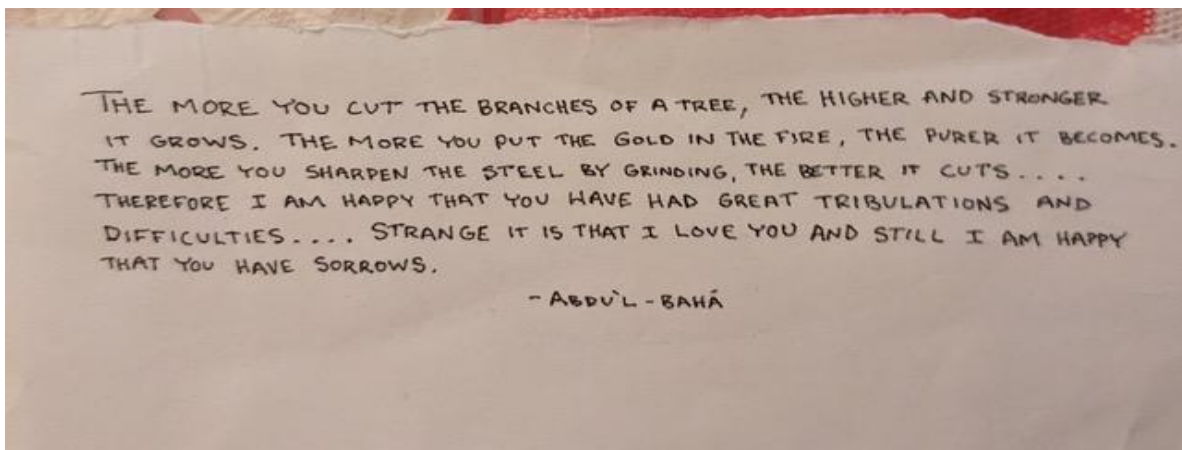 THE MORE YOU CUT THE BRANCHES OF A TREE, THE HIGHER AND STRONGER
IT GROWS. THE MORE YOU PUT THE GOLD IN THE FIRE, THE PURER IT BECOMES.
THE MORE YOU SHARPEN THE STEEL BY GRINDING, THE BETTER IT CUTS....
THEREFORE I AM HAPPY THAT YOU HAVE HAD GREAT TRIBULATIONS AND
DIFFICULTIES.... STRANGE IT IS THAT I LOVE YOU AND STILL I AM HAPPY
THAT YOU HAVE SORROWS.
-ABDU'L-BAHÁ